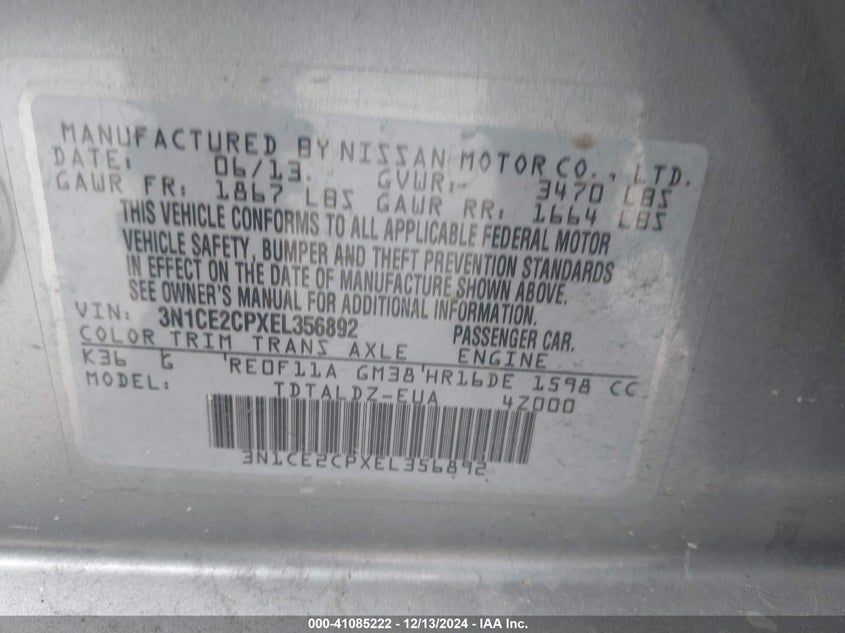 MANUFACTURED BY NISSAN MOTOR CO., LTD.
DATE: 06/13. GVWR:- 3470 LBS
GAWR FR: 1867 LBS GAWR RR: 1664 LBS
THIS VEHICLE CONFORMS TO ALL APPLICABLE FEDERAL MOTOR
VEHICLE SAFETY, BUMPER AND THEFT PREVENTION STANDARDS
IN EFFECT ON THE DATE OF MANUFACTURE SHOWN ABOVE.
SEE OWNER'S MANUAL FOR ADDITIONAL INFORMATION.
VIN: 3N1CE2CPXEL356892 PASSENGER CAR.
COLOR TRIM TRANS AXLE ENGINE
K36 G 'RE0F11A GM38'HR16DE 1598 CC
MODEL: TDTALDZ-EUA 4Z000
3N1CE2CPXEL356892
000-41085222 - 12/13/2024 - IAA Inc.